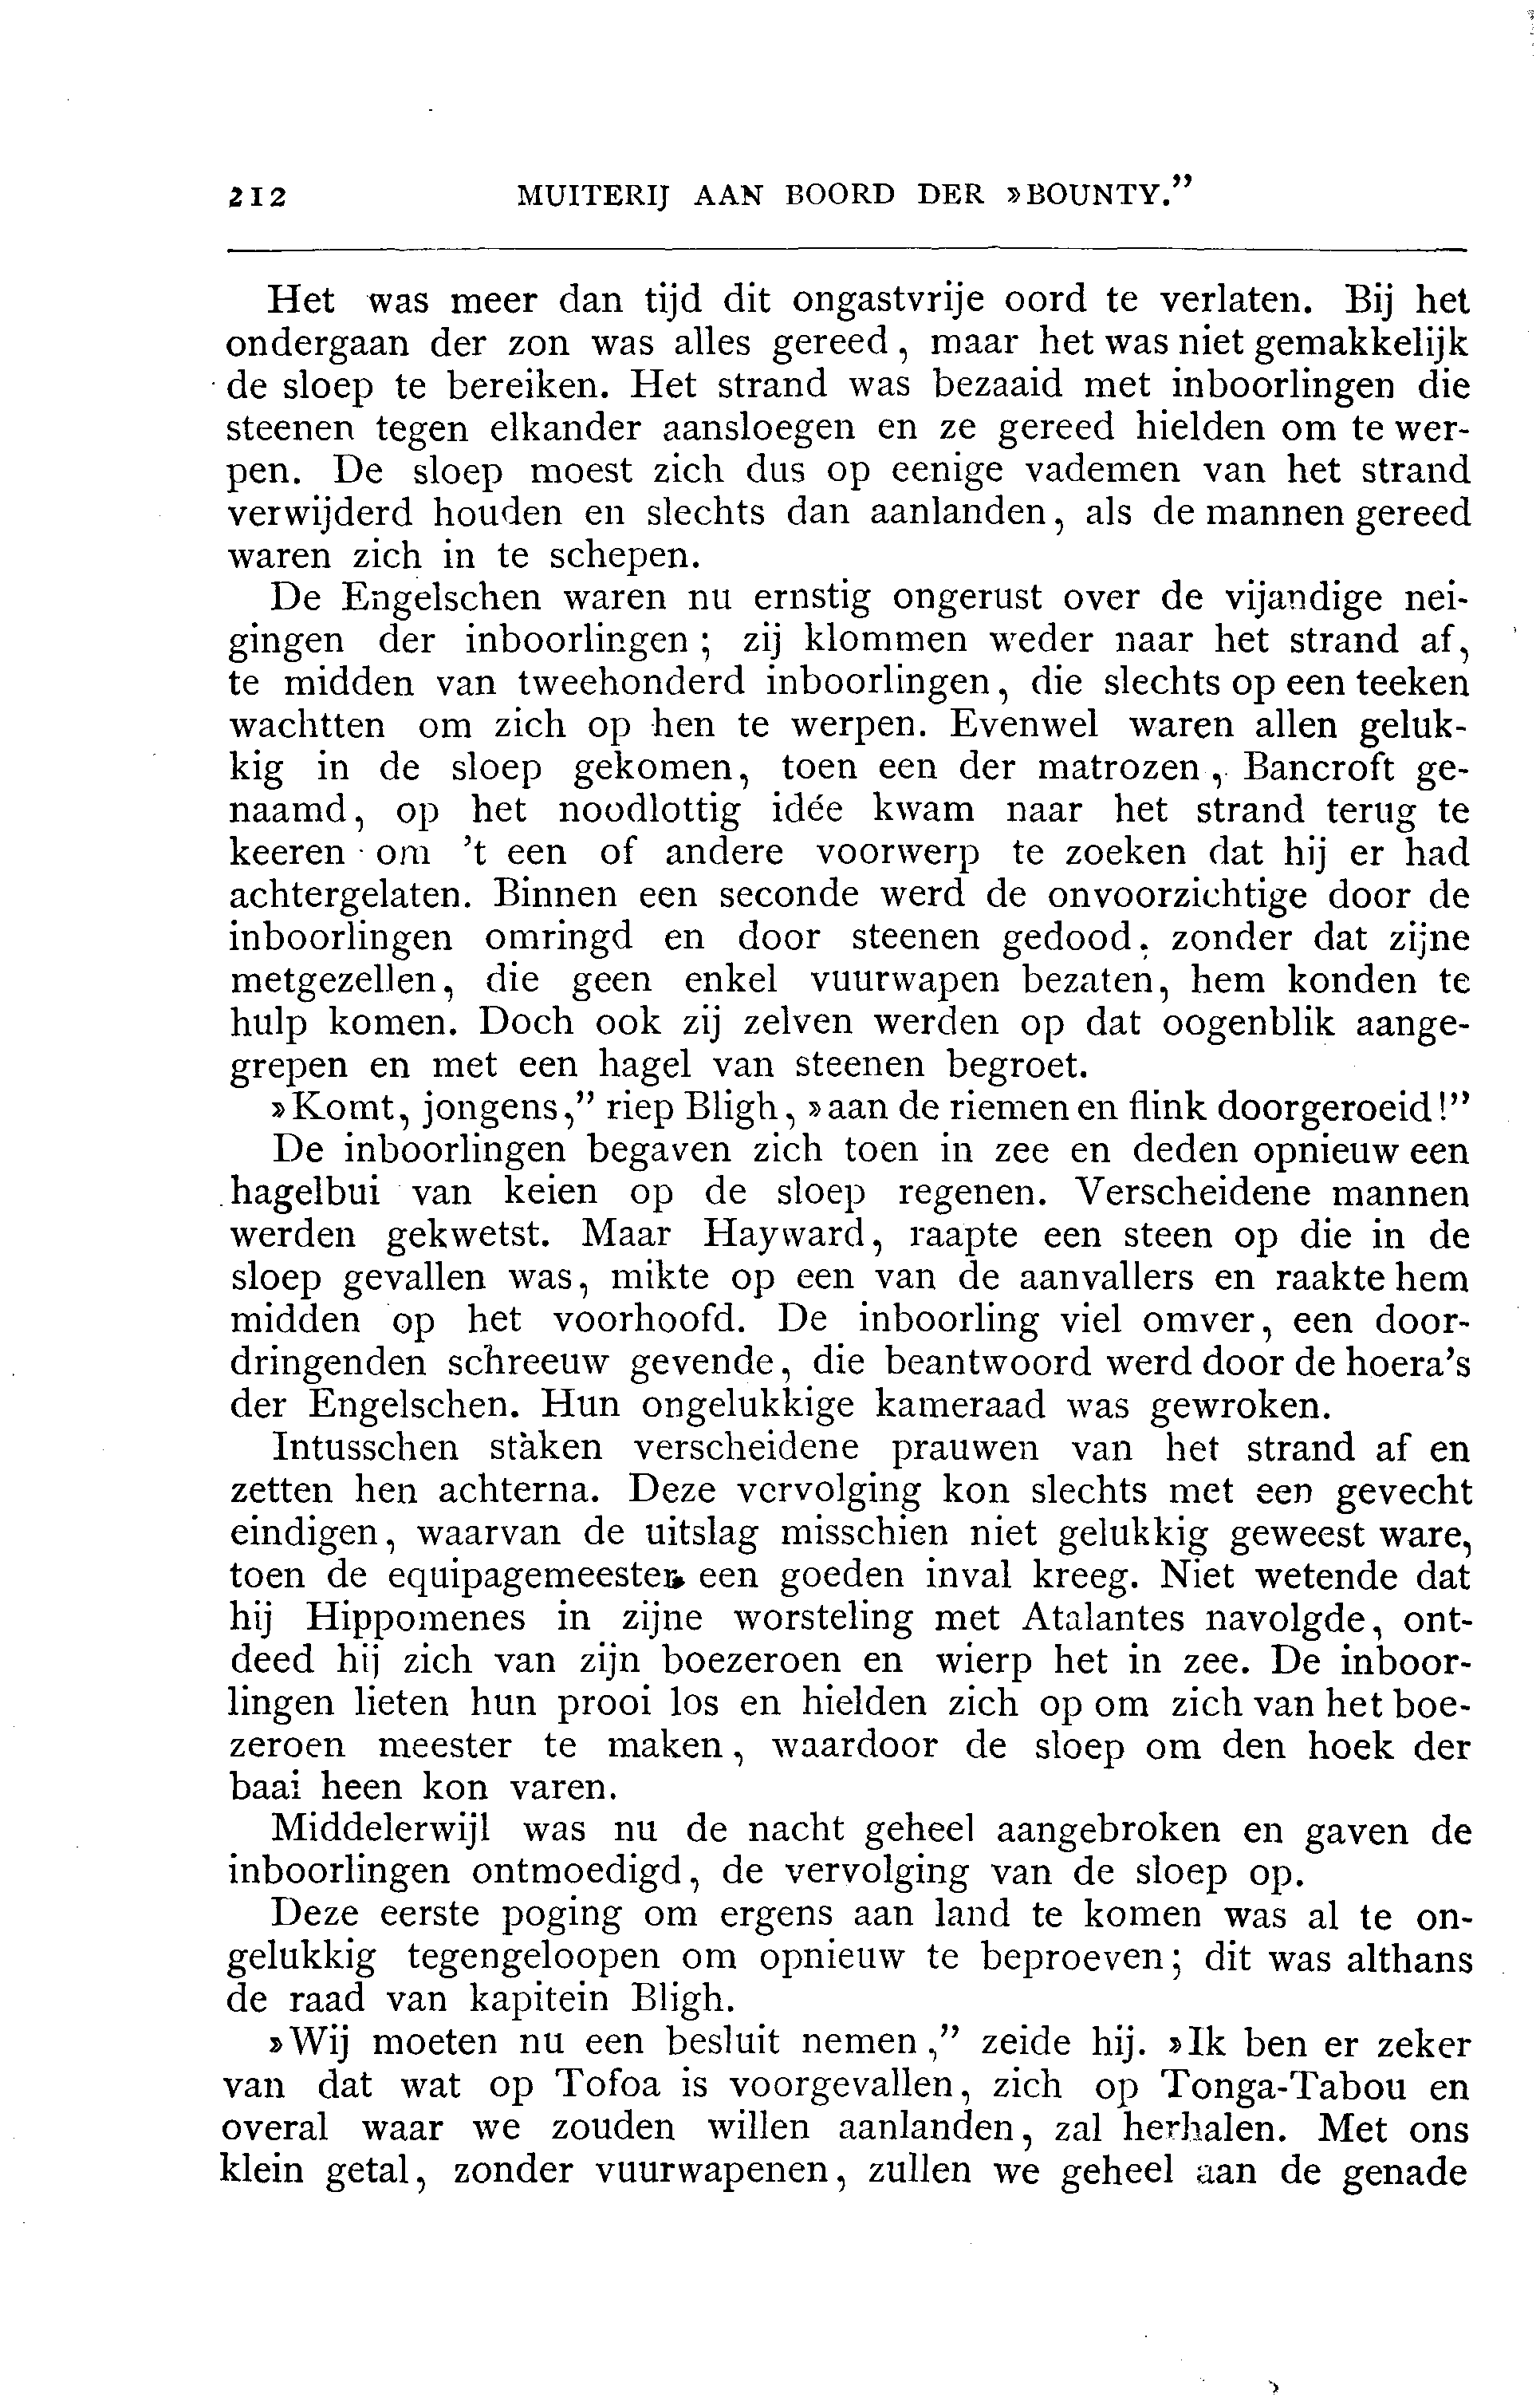 212 MUITERIJ AAN BOORD DER »BOUNTY.”
Het was meer dan tijd dit ongastvrije oord te verlaten. Bij het
ondergaan der zon was alles gereed, maar het was niet gemakkelijk
de sloep te bereiken. Het strand was bezaaid met inboorlingen die
steenen tegen elkander aansloegen en ze gereed hielden om te wer-
pen. De sloep moest zich dus op eenige vademen van het strand
verwijderd houden en slechts dan aanlanden, als de mannen gereed
waren zich in te schepen.
De Engelschen waren nu ernstig ongerust over de vijandige nei-
gingen der inboorlingen; zij klommen weder naar het strand af,
te midden van tweehonderd inboorlingen, die slechts op een teeken
wachtten om zich op hen te werpen. Evenwel waren allen geluk-
kig in de sloep gekomen, toen een der matrozen, Bancroft ge-
naamd, op het noodlottig idée kwam naar het strand terug te
keeren om 't een of andere voorwerp te zoeken dat hij er had
achtergelaten. Binnen een seconde werd de onvoorzichtige door de
inboorlingen omringd en door steenen gedood, zonder dat zijne
metgezellen, die geen enkel vuurwapen bezaten, hem konden te
hulp komen. Doch ook zij zelven werden op dat oogenblik aange-
grepen en met een hagel van steenen begroet.
»Komt, jongens,” riep Bligh, »aan de riemen en flink doorgeroeid!”
De inboorlingen begaven zich toen in zee en deden opnieuw een
hagelbui van keien op de sloep regenen. Verscheidene mannen
werden gekwetst. Maar Hayward, raapte een steen op die in de
sloep gevallen was, mikte op een van de aanvallers en raakte hem
midden op het voorhoofd. De inboorling viel omver, een door-
dringenden schreeuw gevende, die beantwoord werd door de hoera's
der Engelschen. Hun ongelukkige kameraad was gewroken.
Intusschen stàken verscheidene prauwen van het strand af en
zetten hen achterna. Deze vervolging kon slechts met een gevecht
eindigen, waarvan de uitslag misschien niet gelukkig geweest ware,
toen de equipagemeester een goeden inval kreeg. Niet wetende dat
hij Hippomenes in zijne worsteling met Atalantes navolgde, ont-
deed hij zich van zijn boezeroen en wierp het in zee. De inboor-
lingen lieten hun prooi los en hielden zich op om zich van het boe-
zeroen meester te maken, waardoor de sloep om den hoek der
baai heen kon varen.
Middelerwijl was nu de nacht geheel aangebroken en gaven de
inboorlingen ontmoedigd, de vervolging van de sloep op.
Deze eerste poging om ergens aan land te komen was al te on-
gelukkig tegengeloopen om opnieuw te beproeven; dit was althans
de raad van kapitein Bligh.
»Wij moeten nu een besluit nemen,” zeide hij. »Ik ben er zeker
van dat wat op Tofoa is voorgevallen, zich op Tonga-Tabou en
overal waar we zouden willen aanlanden, zal herhalen. Met ons
klein getal, zonder vuurwapenen, zullen we geheel aan de genade